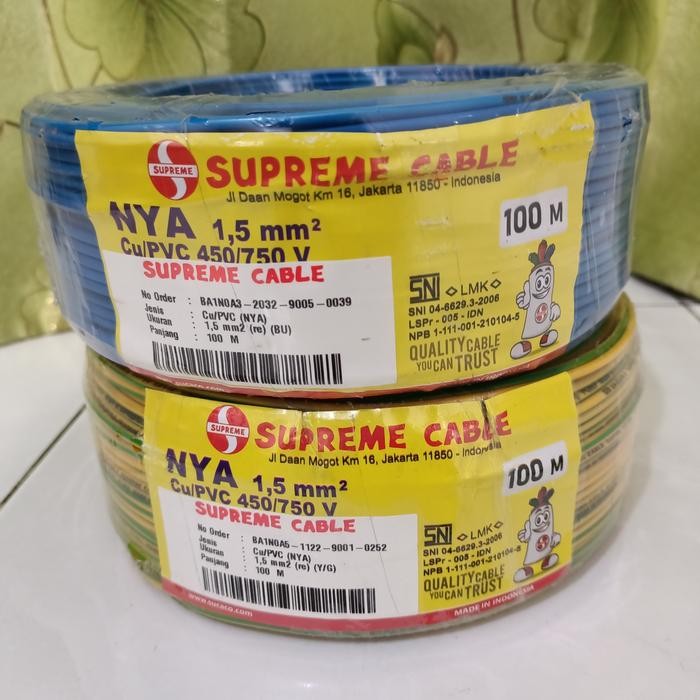 SUPREME
SUPREME CABLE
Jl Daan Mogot Km 16, Jakarta 11850 - Indonesia
NYA 1,5 mm²
100 M
Cu/PVC 450/750 V
SUPREME CABLE
No Order : BA1N0A3-2032-9005-0039
Jenis : Cu/PVC (NYA)
Ukuran : 1,5 mm2 (re) (BU)
Panjang : 100 M
SNI LMK
SNI 04-6629.3-2006
LSPr - 005 - IDN
NPB 1-111-001-210104-5
QUALITY CABLE
YOU CAN TRUST
SUPREME
SUPREME CABLE
Jl Daan Mogot Km 16, Jakarta 11850 - Indonesia
NYA 1,5 mm²
100 M
Cu/PVC 450/750 V
SUPREME CABLE
No Order : BA1N0A5-1122-9001-0252
Jenis : Cu/PVC (NYA)
Ukuran : 1,5 mm2 (re) (Y/G)
Panjang : 100 M
SNI LMK
SNI 04-6629.3-2006
LSPr - 005 - IDN
NPB 1-111-001-210104-5
QUALITY CABLE
YOU CAN TRUST
www.sucaco.com
MADE IN INDONESIA